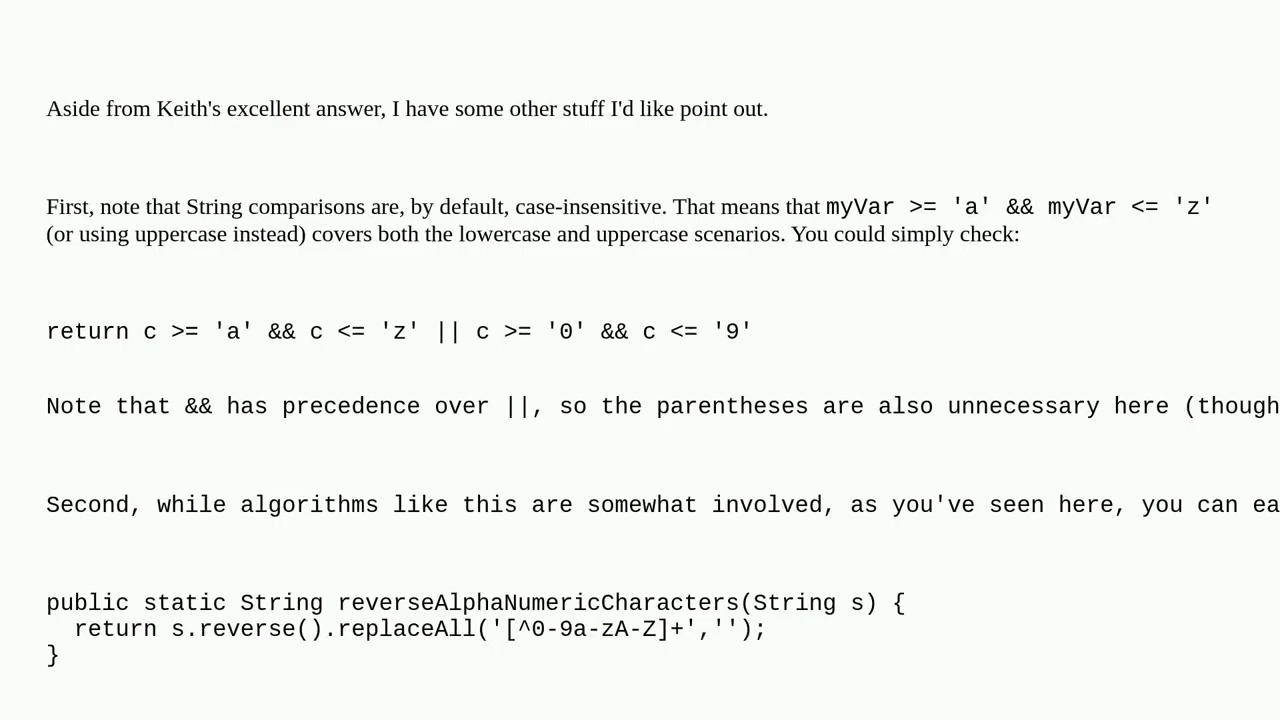 Aside from Keith's excellent answer, I have some other stuff I'd like point out.
First, note that String comparisons are, by default, case-insensitive. That means that myVar >= 'a' && myVar <= 'z'
(or using uppercase instead) covers both the lowercase and uppercase scenarios. You could simply check:
return c >= 'a' && c <= 'z' || c >= '0' && c <= '9'
Note that && has precedence over ||, so the parentheses are also unnecessary here (though
Second, while algorithms like this are somewhat involved, as you've seen here, you can ea
public static String reverseAlphaNumericCharacters(String s) {
  return s.reverse().replaceAll('[^0-9a-zA-Z]+','');
}